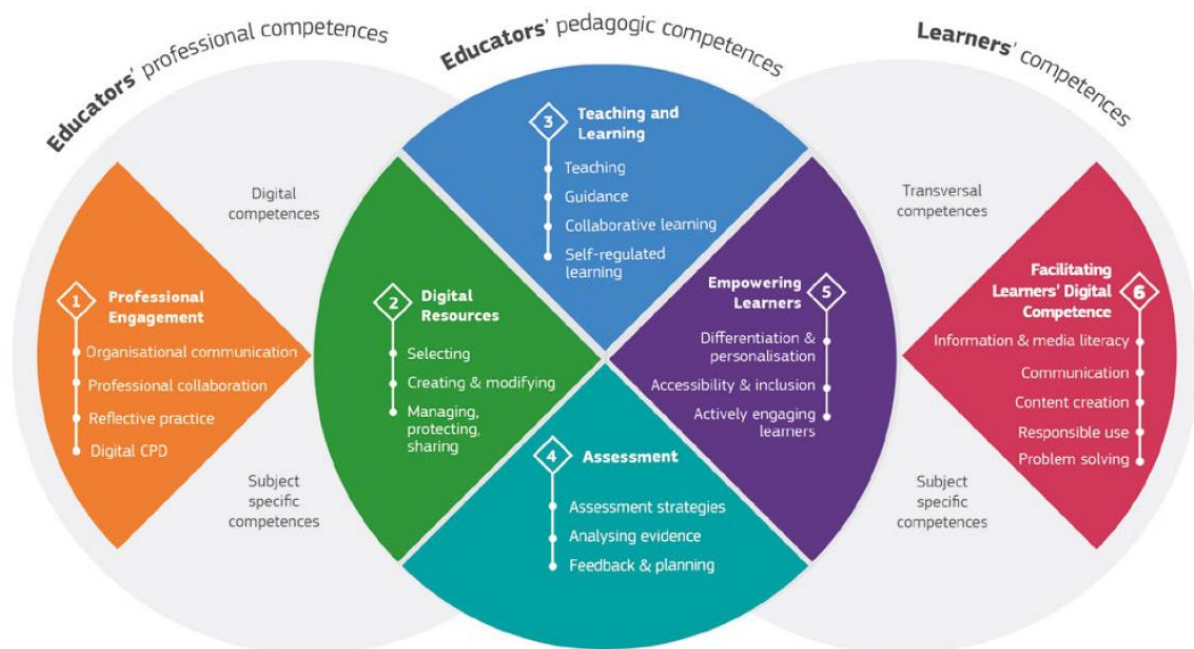 Educators' professional competences
Educators' pedagogic competences
Learners' competences
Digital
competences
Transversal
competences
1
Professional
Engagement
Organisational communication
Professional collaboration
Reflective practice
Digital CPD
Subject
specific
competences
2
Digital
Resources
Selecting
Creating & modifying
Managing,
protecting,
sharing
3
Teaching and
Learning
Teaching
Guidance
Collaborative learning
Self-regulated
learning
4
Assessment
Assessment strategies
Analysing evidence
Feedback & planning
Empowering
Learners
5
Differentiation &
personalisation
Accessibility & inclusion
Actively engaging
learners
Facilitating
Learners' Digital
Competence
6
Information & media literacy
Communication
Content creation
Responsible use
Problem solving
Subject
specific
competences